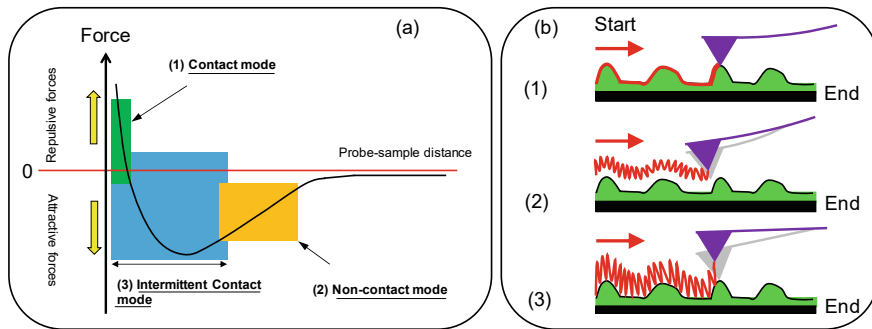 (a)
Force
(1) Contact mode
Repulsive forces
0
Probe-sample distance
Attractive forces
(3) Intermittent Contact
mode
(2) Non-contact mode
(b)
Start
(1)
End
(2)
End
(3)
End